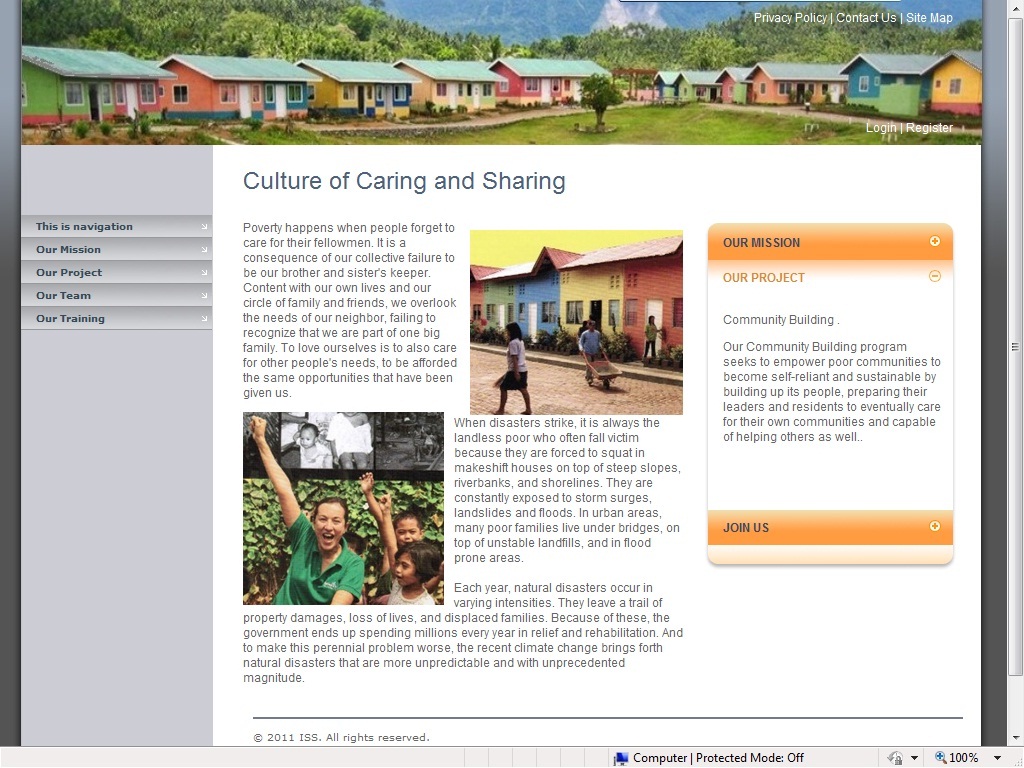 Privacy Policy | Contact Us | Site Map
Login | Register
This is navigation
Our Mission
Our Project
Our Team
Our Training
Culture of Caring and Sharing
Poverty happens when people forget to
care for their fellowmen. It is a
consequence of our collective failure to
be our brother and sister's keeper.
Content with our own lives and our
circle of family and friends, we overlook
the needs of our neighbor, failing to
recognize that we are part of one big
family. To love ourselves is to also care
for other people's needs, to be afforded
the same opportunities that have been
given us.
When disasters strike, it is always the
landless poor who often fall victim
because they are forced to squat in
makeshift houses on top of steep slopes,
riverbanks, and shorelines. They are
constantly exposed to storm surges,
landslides and floods. In urban areas,
many poor families live under bridges, on
top of unstable landfills, and in flood
prone areas.
Each year, natural disasters occur in
varying intensities. They leave a trail of
property damages, loss of lives, and displaced families. Because of these, the
government ends up spending millions every year in relief and rehabilitation. And
to make this perennial problem worse, the recent climate change brings forth
natural disasters that are more unpredictable and with unprecedented
magnitude.
OUR MISSION
OUR PROJECT
Community Building .
Our Community Building program
seeks to empower poor communities to
become self-reliant and sustainable by
building up its people, preparing their
leaders and residents to eventually care
for their own communities and capable
of helping others as well..
JOIN US
© 2011 ISS. All rights reserved.
Computer | Protected Mode: Off
100%